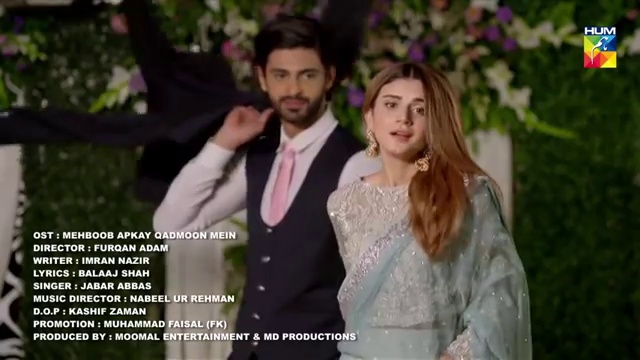 HUM
OST : MEHBOOB APKAY QADMOON MEIN
DIRECTOR : FURQAN ADAM
WRITER : IMRAN NAZIR
LYRICS : BALAAJ SHAH
SINGER : JABAR ABBAS
MUSIC DIRECTOR : NABEEL UR REHMAN
D.O.P : KASHIF ZAMAN
PROMOTION : MUHAMMAD FAISAL (FK)
PRODUCED BY : MOOMAL ENTERTAINMENT & MD PRODUCTIONS